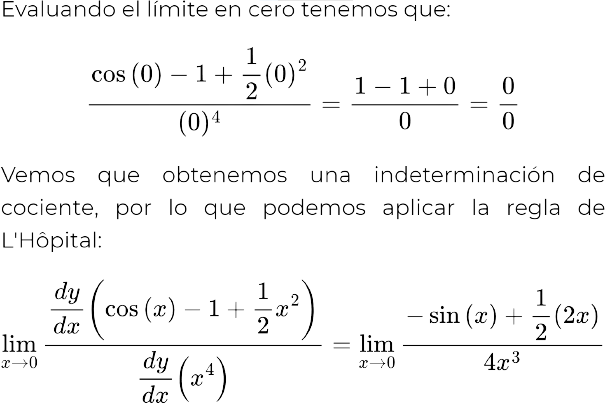 Evaluando el límite en cero tenemos que:
\frac{\cos(0) - 1 + \frac{1}{2}(0)^2}{(0)^4} = \frac{1 - 1 + 0}{0} = \frac{0}{0}
Vemos que obtenemos una indeterminación de
cociente, por lo que podemos aplicar la regla de
L'Hôpital:
\lim_{x \to 0} \frac{\frac{dy}{dx}\left(\cos(x) - 1 + \frac{1}{2}x^2\right)}{\frac{dy}{dx}\left(x^4\right)} = \lim_{x \to 0} \frac{-\sin(x) + \frac{1}{2}(2x)}{4x^3}